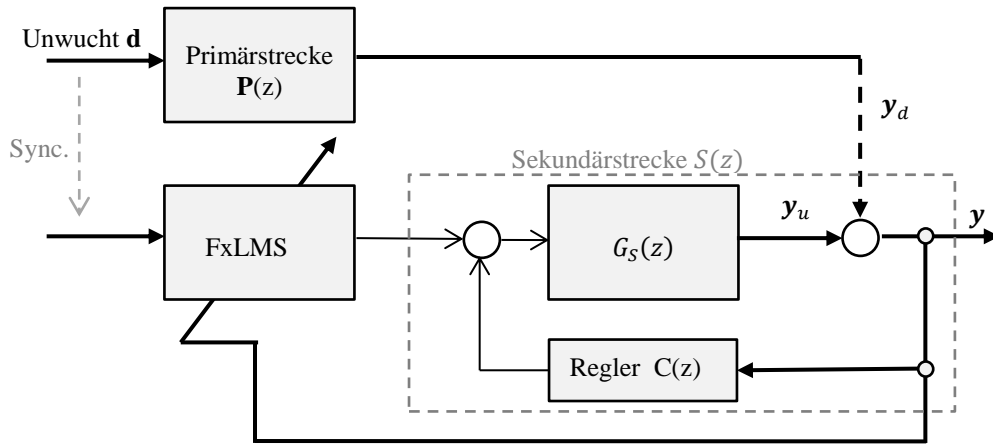 Unwucht d
Primärstrecke
P(z)
y_d
Sync.
Sekundärstrecke S(z)
FxLMS
G_S(z)
y_u
y
Regler C(z)